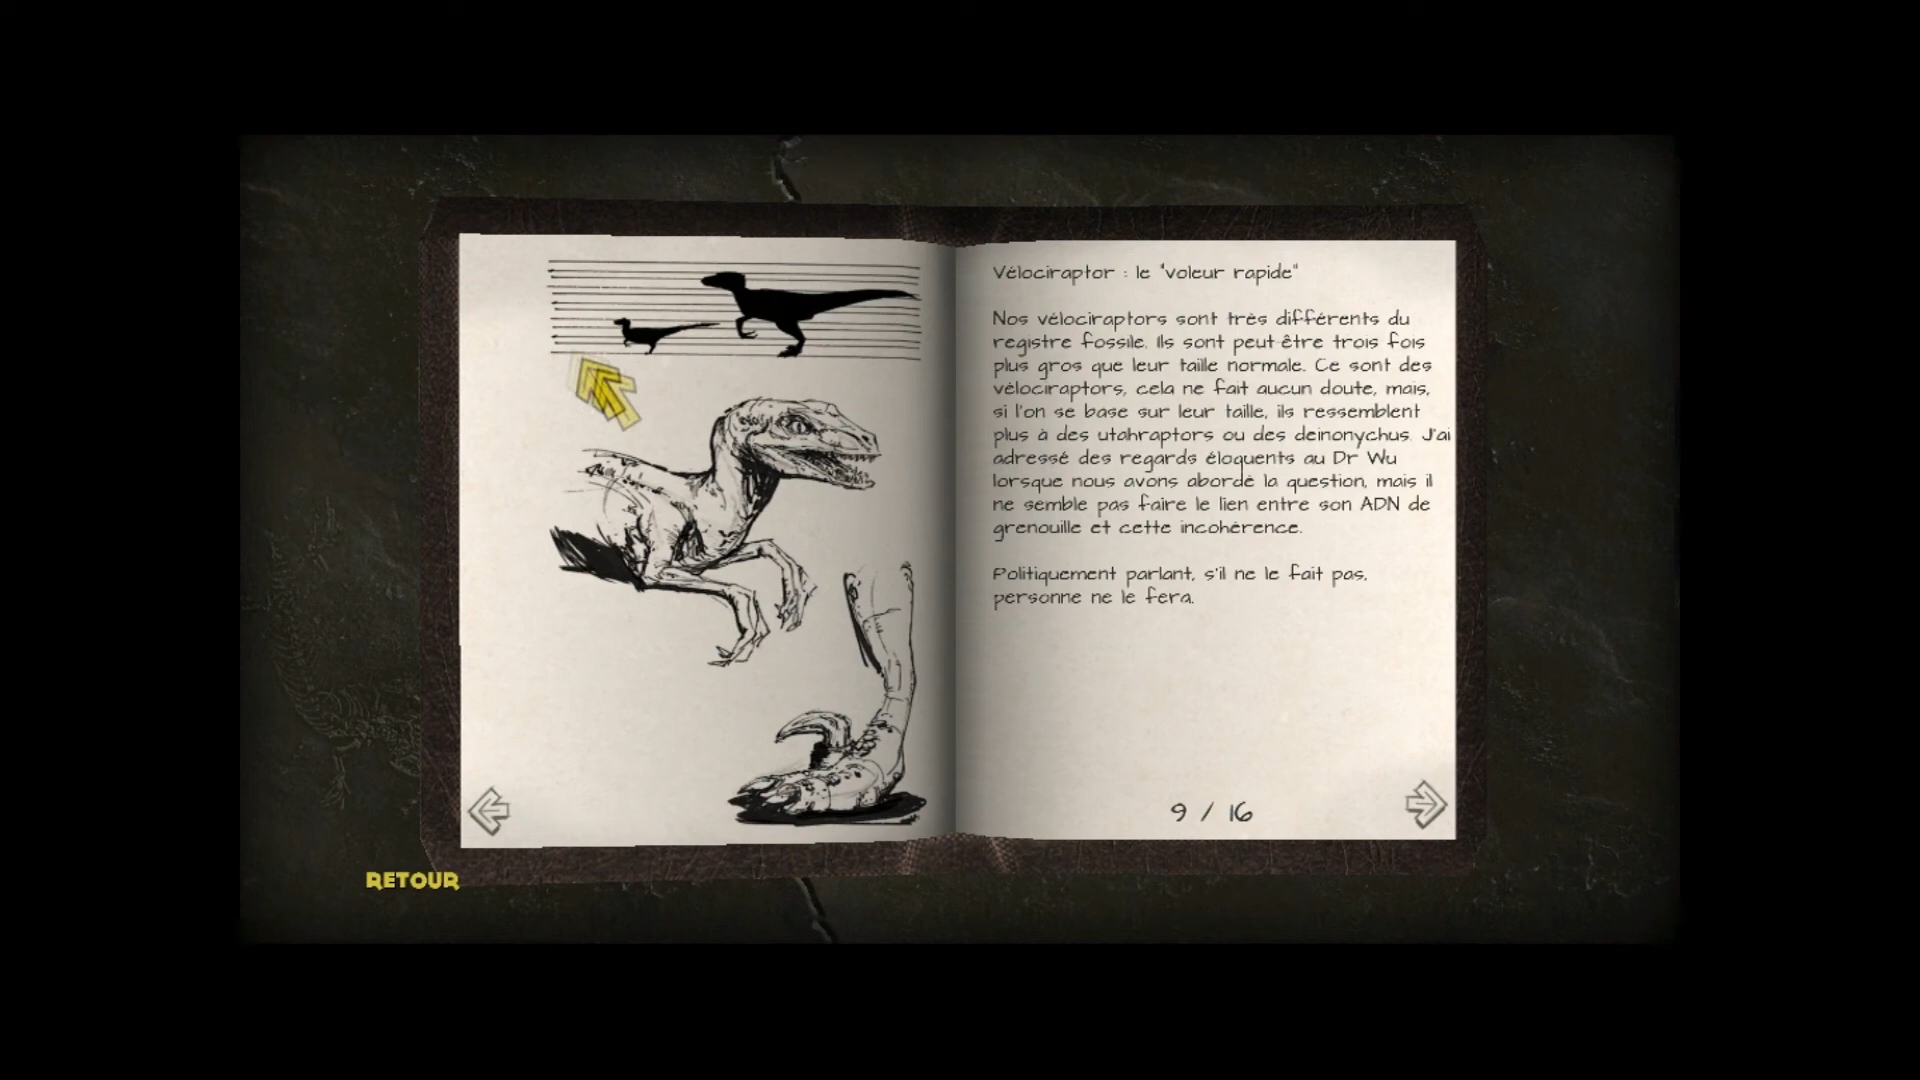 Vélociraptor : le "voleur rapide"
Nos vélociraptors sont très différents du
registre fossile. Ils sont peut-être trois fois
plus gros que leur taille normale. Ce sont des
vélociraptors, cela ne fait aucun doute, mais,
si l'on se base sur leur taille, ils ressemblent
plus à des utahraptors ou des deinonychus. J'ai
adressé des regards éloquents au Dr Wu
lorsque nous avons abordé la question, mais il
ne semble pas faire le lien entre son ADN de
grenouille et cette incohérence.
Politiquement parlant, s'il ne le fait pas,
personne ne le fera.
9 / 16
RETOUR